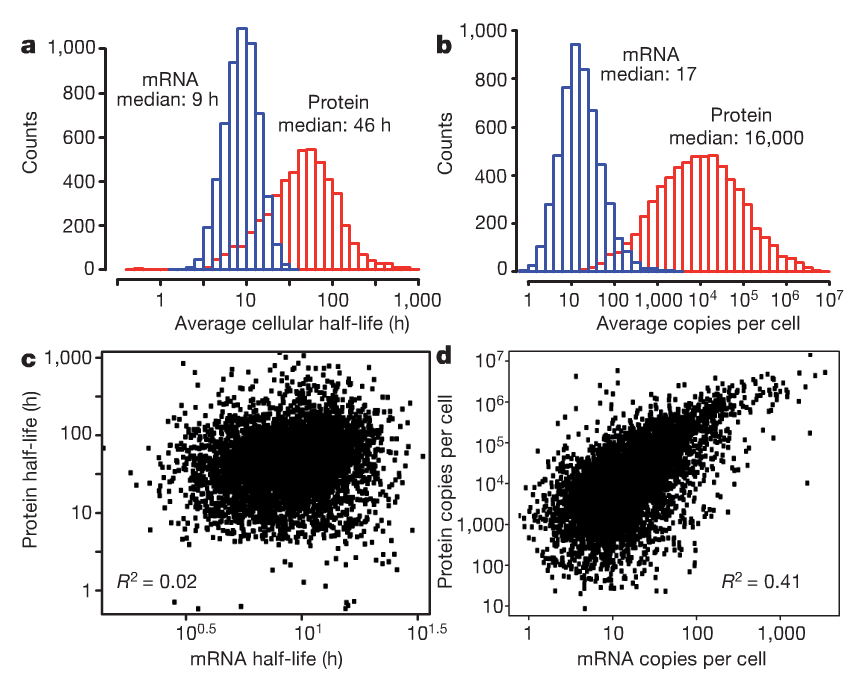 a
1,000
800
600
400
200
0
Counts
mRNA
median: 9 h
Protein
median: 46 h
1
10
100
1,000
Average cellular half-life (h)
b
1,000
800
600
400
200
0
Counts
mRNA
median: 17
Protein
median: 16,000
1
10
100
1,000
10⁴
10⁵
10⁶
10⁷
Average copies per cell
c
1,000
100
10
1
Protein half-life (h)
R² = 0.02
10⁰·⁵
10¹
10¹·⁵
mRNA half-life (h)
d
10⁷
10⁶
10⁵
10⁴
1,000
100
10
Protein copies per cell
R² = 0.41
1
10
100
1,000
mRNA copies per cell